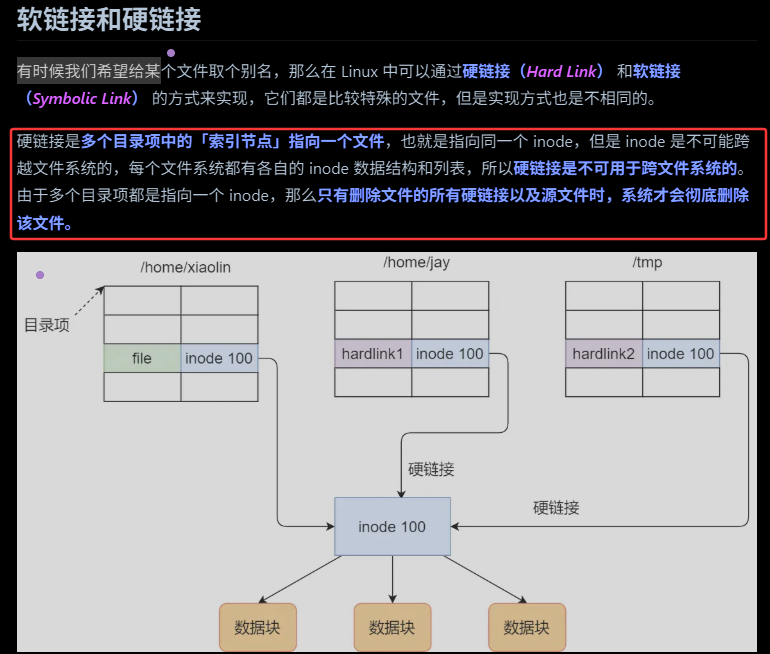 软链接和硬链接
有时候我们希望给某个文件取个别名，那么在 Linux 中可以通过硬链接（Hard Link） 和软链接
（Symbolic Link） 的方式来实现，它们都是比较特殊的文件，但是实现方式也是不相同的。
硬链接是多个目录项中的「索引节点」指向一个文件，也就是指向同一个 inode，但是 inode 是不可能跨
越文件系统的，每个文件系统都有各自的 inode 数据结构和列表，所以硬链接是不可用于跨文件系统的。
由于多个目录项都是指向一个 inode，那么只有删除文件的所有硬链接以及源文件时，系统才会彻底删除
该文件。
/home/xiaolin
/home/jay
/tmp
目录项
file
inode 100
hardlink1
inode 100
hardlink2
inode 100
硬链接
硬链接
inode 100
数据块
数据块
数据块